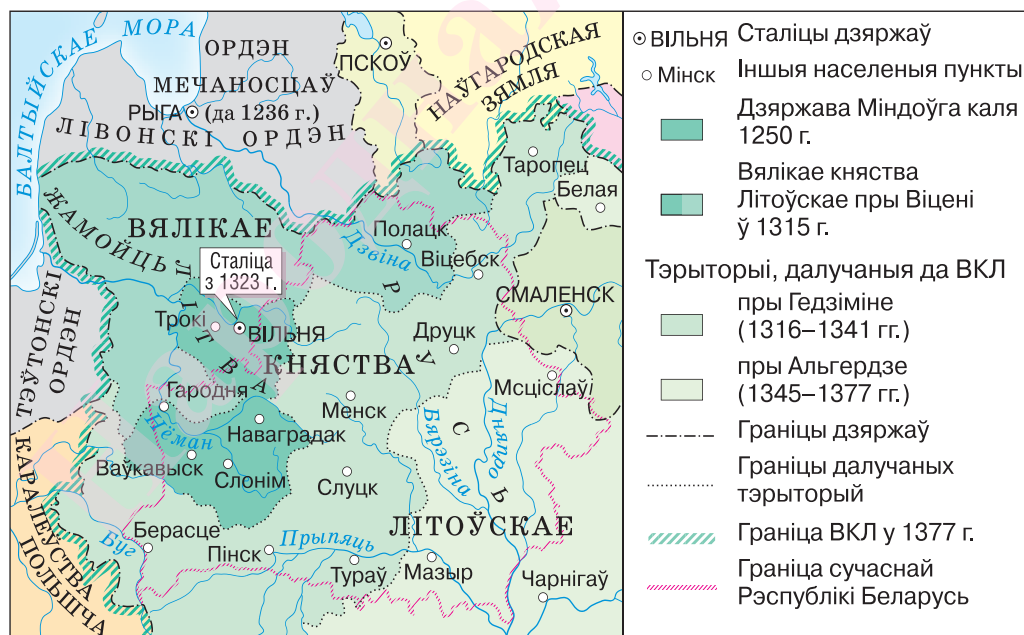 БАЛТЫЙСКАЕ МОРА
ОРДЭН
МЕЧАНОСЦАЎ
РЫГА (да 1236 г.)
ЛІВОНСКІ ОРДЭН
ПСКОЎ
НАЎГАРОДСКАЯ
ЗЯМЛЯ
Таропец
Белая
ЖАМОЙЦЬ
ВЯЛІКАЕ
Полацк
Дзвіна
Віцебск
Сталіца
з 1323 г.
ЛІТВА
РУСЬ
СМАЛЕНСК
Трокі
ВІЛЬНЯ
Друцк
ТЭЎТОНСКІ
ОРДЭН
КНЯСТВА
Мсціслаў
Гародня
Менск
Нёман
Наваградак
Бярэзіна
Дняпро
Ваўкавыск
Слонім
Слуцк
КАРАЛЕЎСТВА
ПОЛЬШЧА
ЛІТОЎСКАЕ
Берасце
Буг
Пінск
Прыпяць
Тураў
Мазыр
Чарнігаў
ВІЛЬНЯ Сталіцы дзяржаў
Мінск Іншыя населеныя пункты
Дзяржава Міндоўга каля
1250 г.
Вялікае княства
Літоўскае пры Віцені
ў 1315 г.
Тэрыторыі, далучаныя да ВКЛ
пры Гедзіміне
(1316–1341 гг.)
пры Альгердзе
(1345–1377 гг.)
Граніцы дзяржаў
Граніцы далучаных
тэрыторый
Граніца ВКЛ у 1377 г.
Граніца сучаснай
Рэспублікі Беларусь